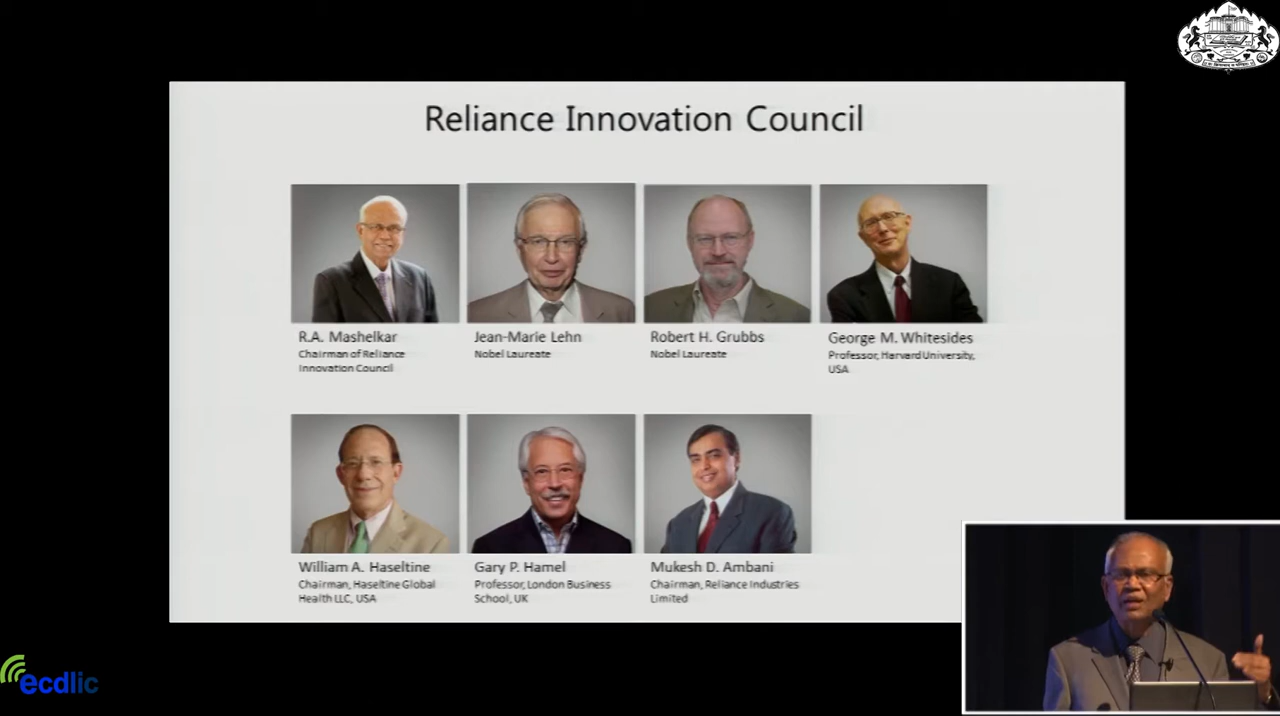 Reliance Innovation Council
R.A. Mashelkar
Chairman of Reliance
Innovation Council
Jean-Marie Lehn
Nobel Laureate
Robert H. Grubbs
Nobel Laureate
George M. Whitesides
Professor, Harvard University,
USA
William A. Haseltine
Chairman, Haseltine Global
Health LLC, USA
Gary P. Hamel
Professor, London Business
School, UK
Mukesh D. Ambani
Chairman, Reliance Industries
Limited
ecdlic